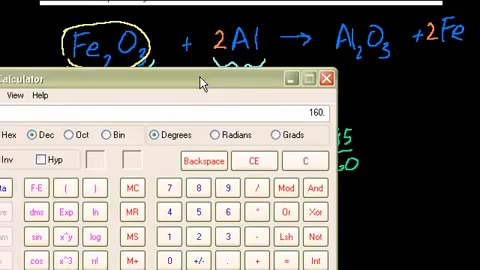 Fe₂O₃ + 2Al → Al₂O₃ + 2Fe
Calculator
View Help
160.
Hex Dec Oct Bin Degrees Radians Grads
Inv Hyp Backspace CE C
F-E ( ) MC 7 8 9 / Mod And
dms Exp ln MR 4 5 6 * Or Xor
sin x^y log MS 1 2 3 - Lsh Not
cos x^3 n! M+ 0 +/- . + = Int